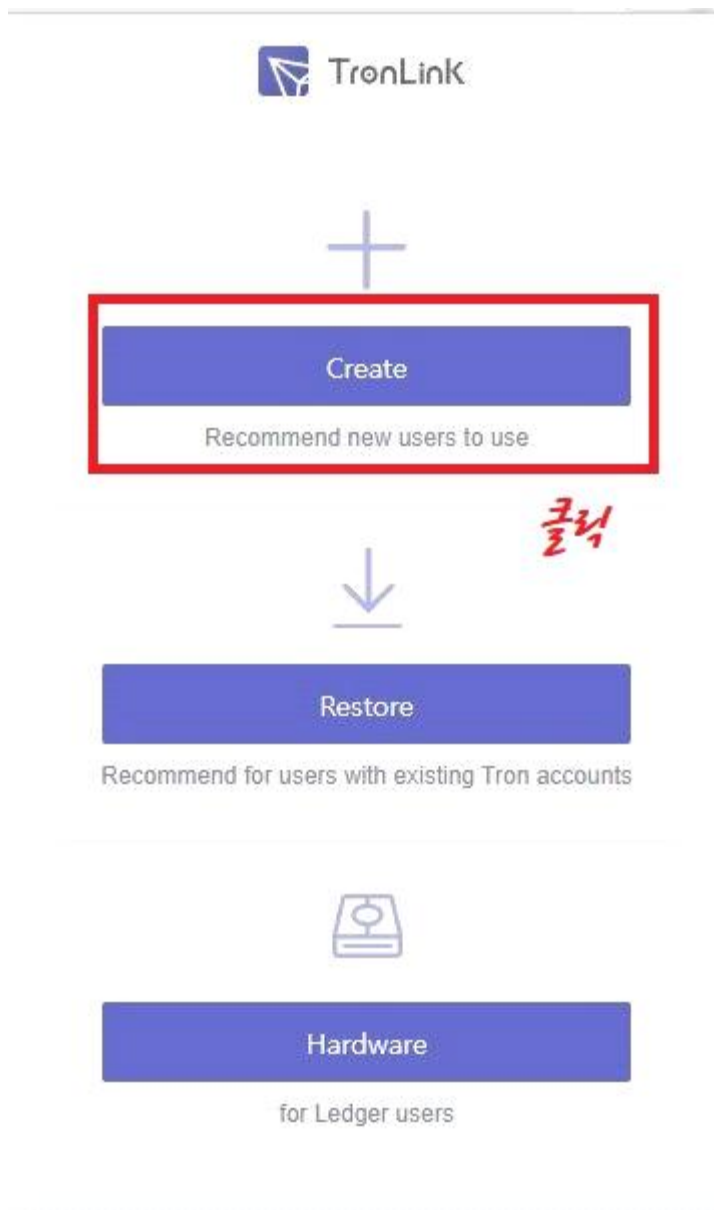 TronLink
Create
Recommend new users to use
클릭
Restore
Recommend for users with existing Tron accounts
Hardware
for Ledger users